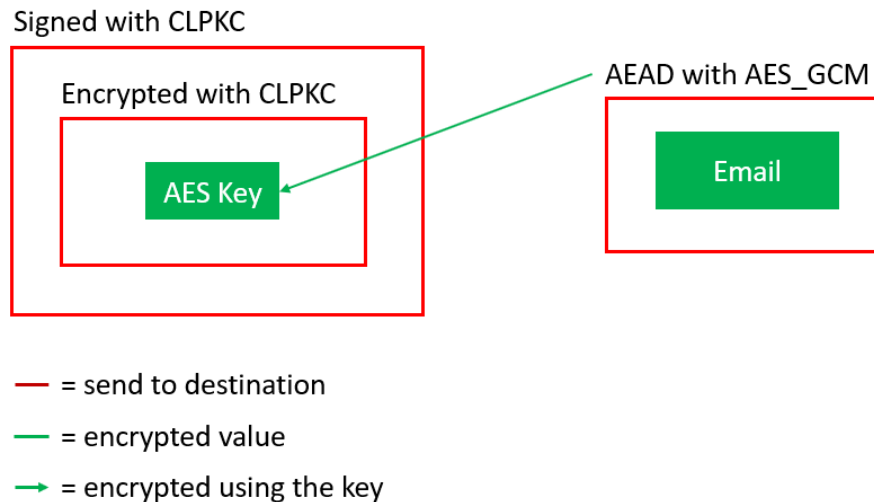 Signed with CLPKC
Encrypted with CLPKC
AES Key
AEAD with AES_GCM
Email
= send to destination
= encrypted value
= encrypted using the key